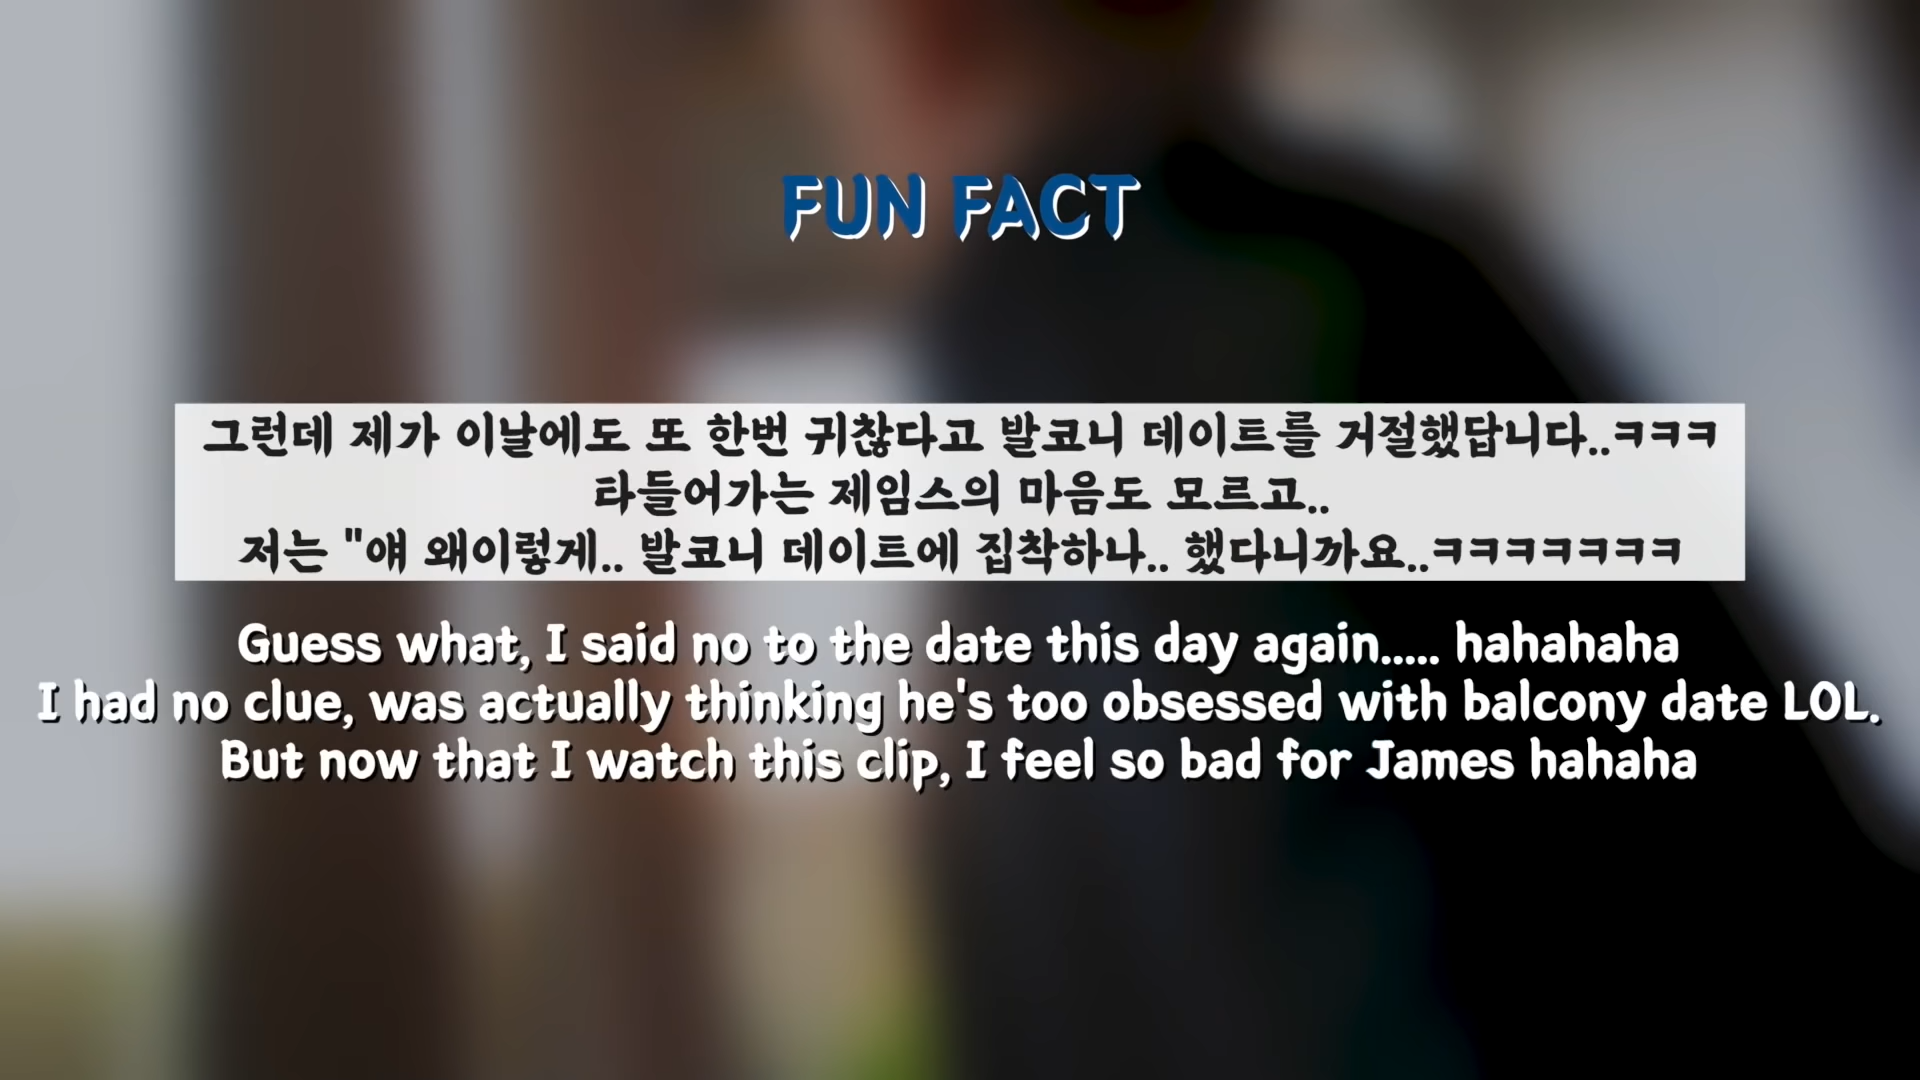 FUN FACT
그런데 제가 이날에도 또 한번 귀찮다고 발코니 데이트를 거절했답니다..ㅋㅋㅋ
타들어가는 제임스의 마음도 모르고..
저는 "얘 왜이렇게.. 발코니 데이트에 집착하나.. 했다니까요..ㅋㅋㅋㅋㅋㅋㅋ
Guess what, I said no to the date this day again..... hahahaha
I had no clue, was actually thinking he's too obsessed with balcony date LOL.
But now that I watch this clip, I feel so bad for James hahaha